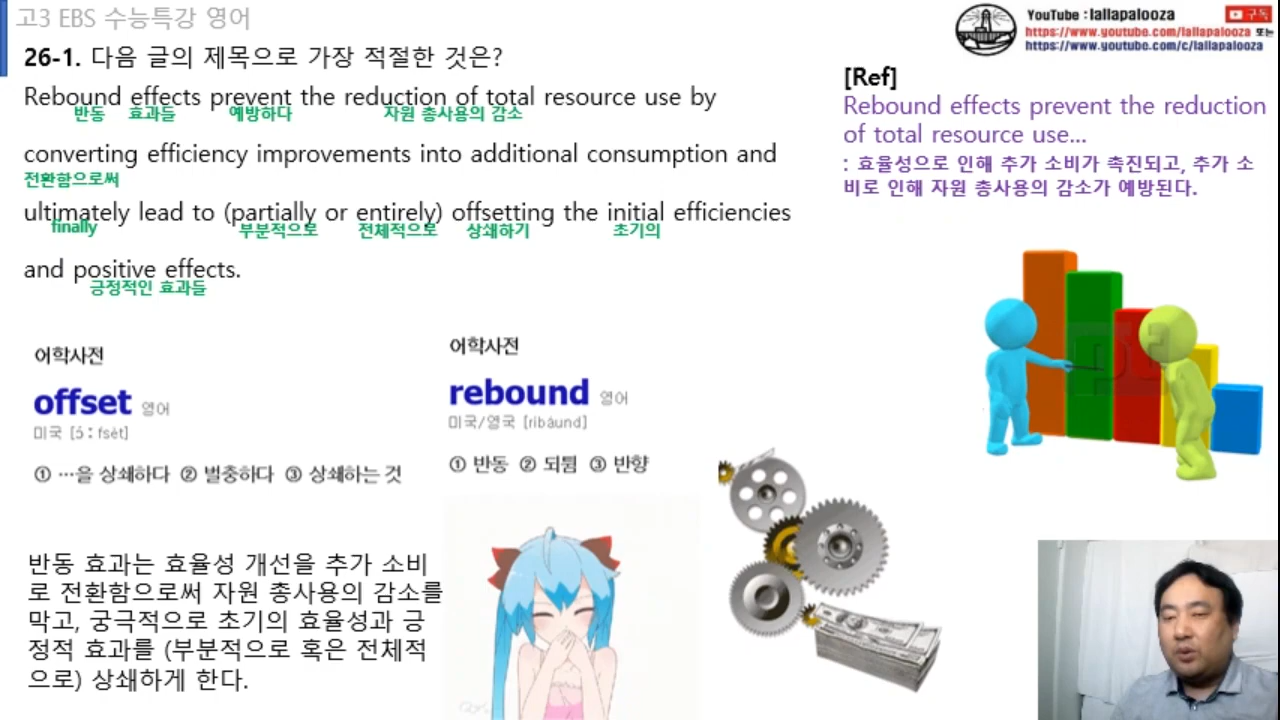 고3 EBS 수능특강 영어
YouTube : lallapalooza
구독
https://www.youtube.com/lallapalooza 또는
https://www.youtube.com/c/lallapalooza
26-1. 다음 글의 제목으로 가장 적절한 것은?
Rebound effects prevent the reduction of total resource use by
반동 효과들 예방하다 자원 총사용의 감소
converting efficiency improvements into additional consumption and
전환함으로써
ultimately lead to (partially or entirely) offsetting the initial efficiencies
finally 부분적으로 전체적으로 상쇄하기 초기의
and positive effects.
긍정적인 효과들
[Ref]
Rebound effects prevent the reduction
of total resource use...
: 효율성으로 인해 추가 소비가 촉진되고, 추가 소
비로 인해 자원 총사용의 감소가 예방된다.
어학사전
offset 영어
미국 [ɔ́ːfsèt]
① …을 상쇄하다 ② 벌충하다 ③ 상쇄하는 것
어학사전
rebound 영어
미국/영국 [ribáund]
① 반동 ② 되튐 ③ 반향
반동 효과는 효율성 개선을 추가 소비
로 전환함으로써 자원 총사용의 감소를
막고, 궁극적으로 초기의 효율성과 긍
정적 효과를 (부분적으로 혹은 전체적
으로) 상쇄하게 한다.